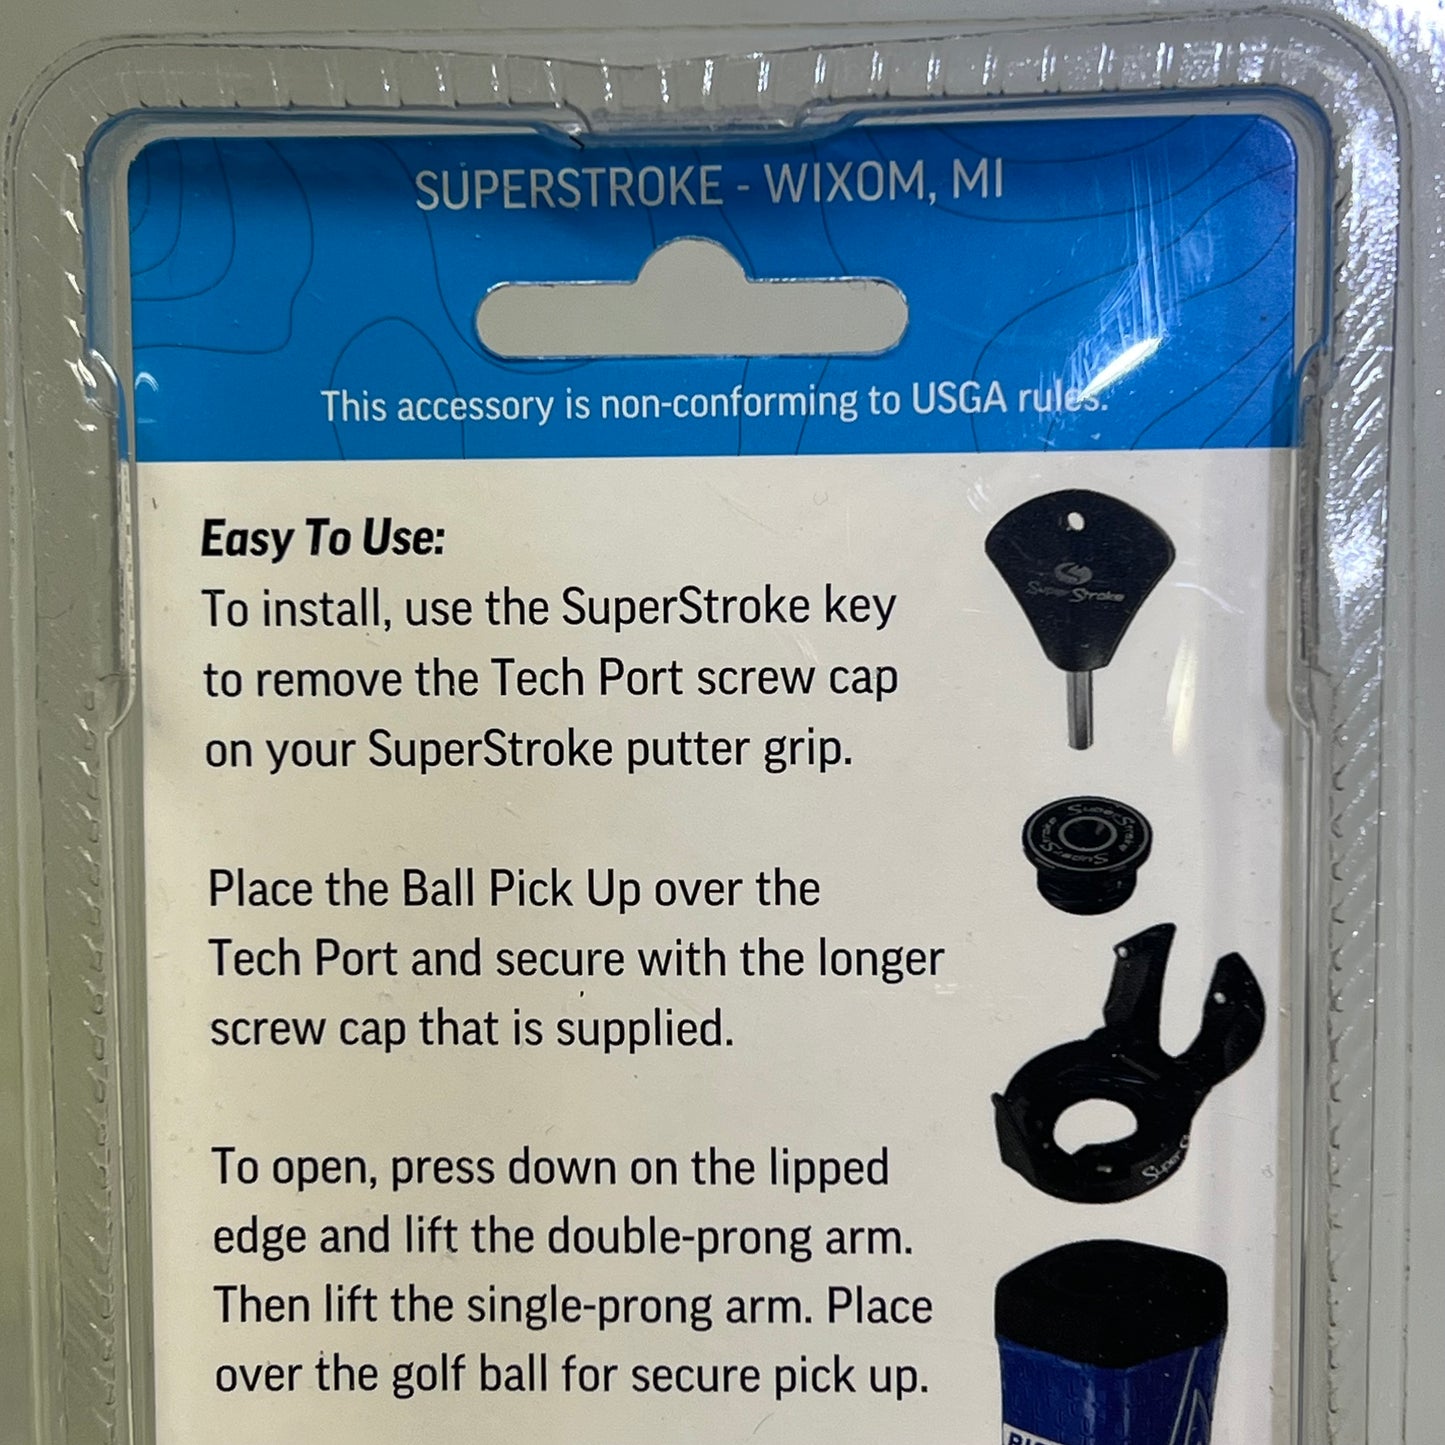 SUPERSTROKE - WIXOM, MI
This accessory is non-conforming to USGA rules.
Easy To Use:
To install, use the SuperStroke key
to remove the Tech Port screw cap
on your SuperStroke putter grip.
SuperStroke
SuperStroke
SuperStroke
Place the Ball Pick Up over the
Tech Port and secure with the longer
screw cap that is supplied.
Super S
To open, press down on the lipped
edge and lift the double-prong arm.
Then lift the single-prong arm. Place
over the golf ball for secure pick up.